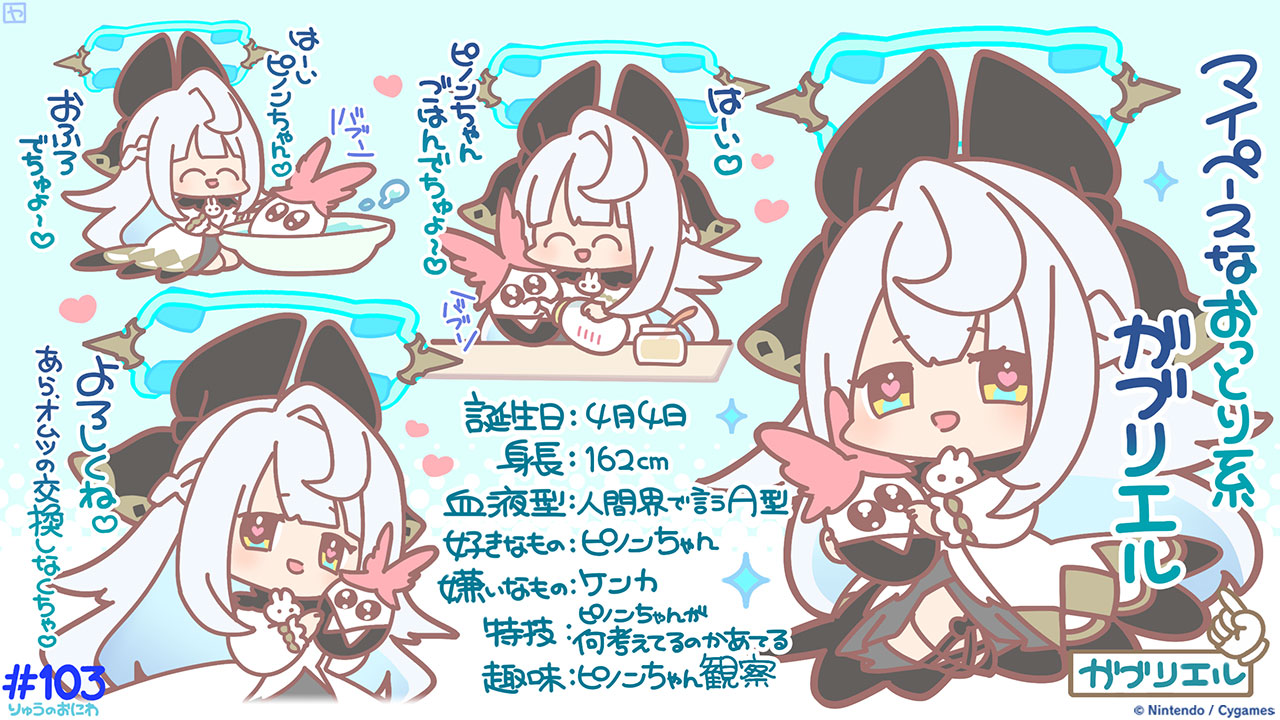 や
はーい
ピノンちゃん♡
おふろ
でちゅよ～♡
バブー
ピノンちゃん
ごはんでちゅよ～♡
はーい♡
バブー
マイペースなおっとり系
ガブリエル
よろしくね♡
あら、オムツの交換しなくちゃ♡
誕生日：4月4日
身長：162cm
血液型：人間界で言うA型
好きなもの：ピノンちゃん
嫌いなもの：ケンカ
特技：ピノンちゃんが
何考えてるのかあてる
趣味：ピノンちゃん観察
ガブリエル
#103
りゅうのおにわ
© Nintendo / Cygames